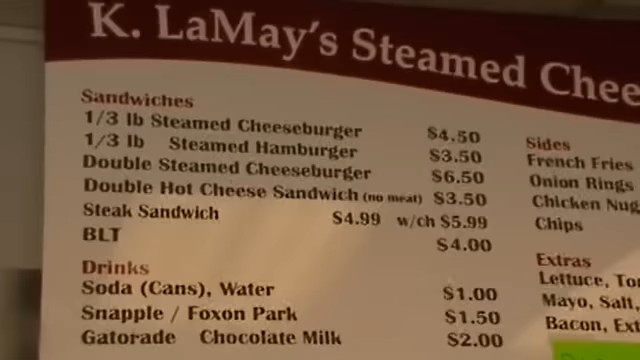 K. LaMay's Steamed Chee
Sandwiches
1/3 lb Steamed Cheeseburger $4.50
1/3 lb Steamed Hamburger $3.50
Double Steamed Cheeseburger $6.50
Double Hot Cheese Sandwich (no meat) $3.50
Steak Sandwich $4.99 w/ch $5.99
BLT $4.00
Drinks
Soda (Cans), Water $1.00
Snapple / Foxon Park $1.50
Gatorade Chocolate Milk $2.00
Sides
French Fries
Onion Rings
Chicken Nug
Chips
Extras
Lettuce, Tom
Mayo, Salt,
Bacon, Ext